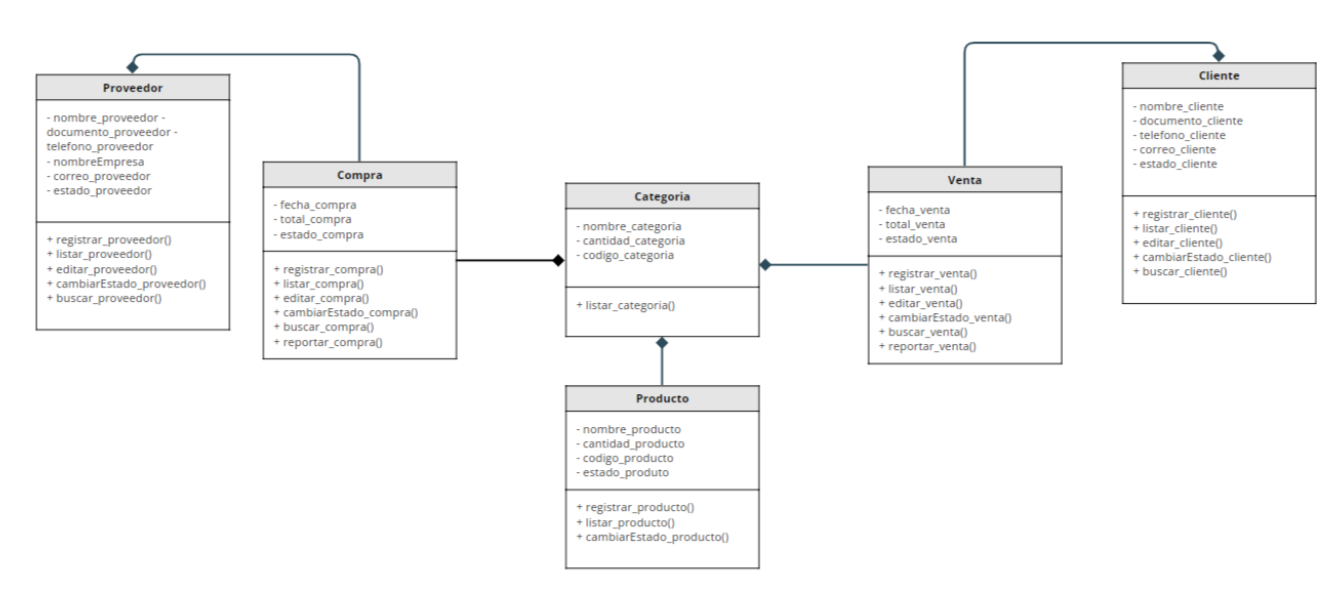 Proveedor
- nombre_proveedor -
documento_proveedor -
telefono_proveedor
- nombreEmpresa
- correo_proveedor
- estado_proveedor
+ registrar_proveedor()
+ listar_proveedor()
+ editar_proveedor()
+ cambiarEstado_proveedor()
+ buscar_proveedor()
Compra
- fecha_compra
- total_compra
- estado_compra
+ registrar_compra()
+ listar_compra()
+ editar_compra()
+ cambiarEstado_compra()
+ buscar_compra()
+ reportar_compra()
Categoria
- nombre_categoria
- cantidad_categoria
- codigo_categoria
+ listar_categoria()
Producto
- nombre_producto
- cantidad_producto
- codigo_producto
- estado_produto
+ registrar_producto()
+ listar_producto()
+ cambiarEstado_producto()
Venta
- fecha_venta
- total_venta
- estado_venta
+ registrar_venta()
+ listar_venta()
+ editar_venta()
+ cambiarEstado_venta()
+ buscar_venta()
+ reportar_venta()
Cliente
- nombre_cliente
- documento_cliente
- telefono_cliente
- correo_cliente
- estado_cliente
+ registrar_cliente()
+ listar_cliente()
+ editar_cliente()
+ cambiarEstado_cliente()
+ buscar_cliente()